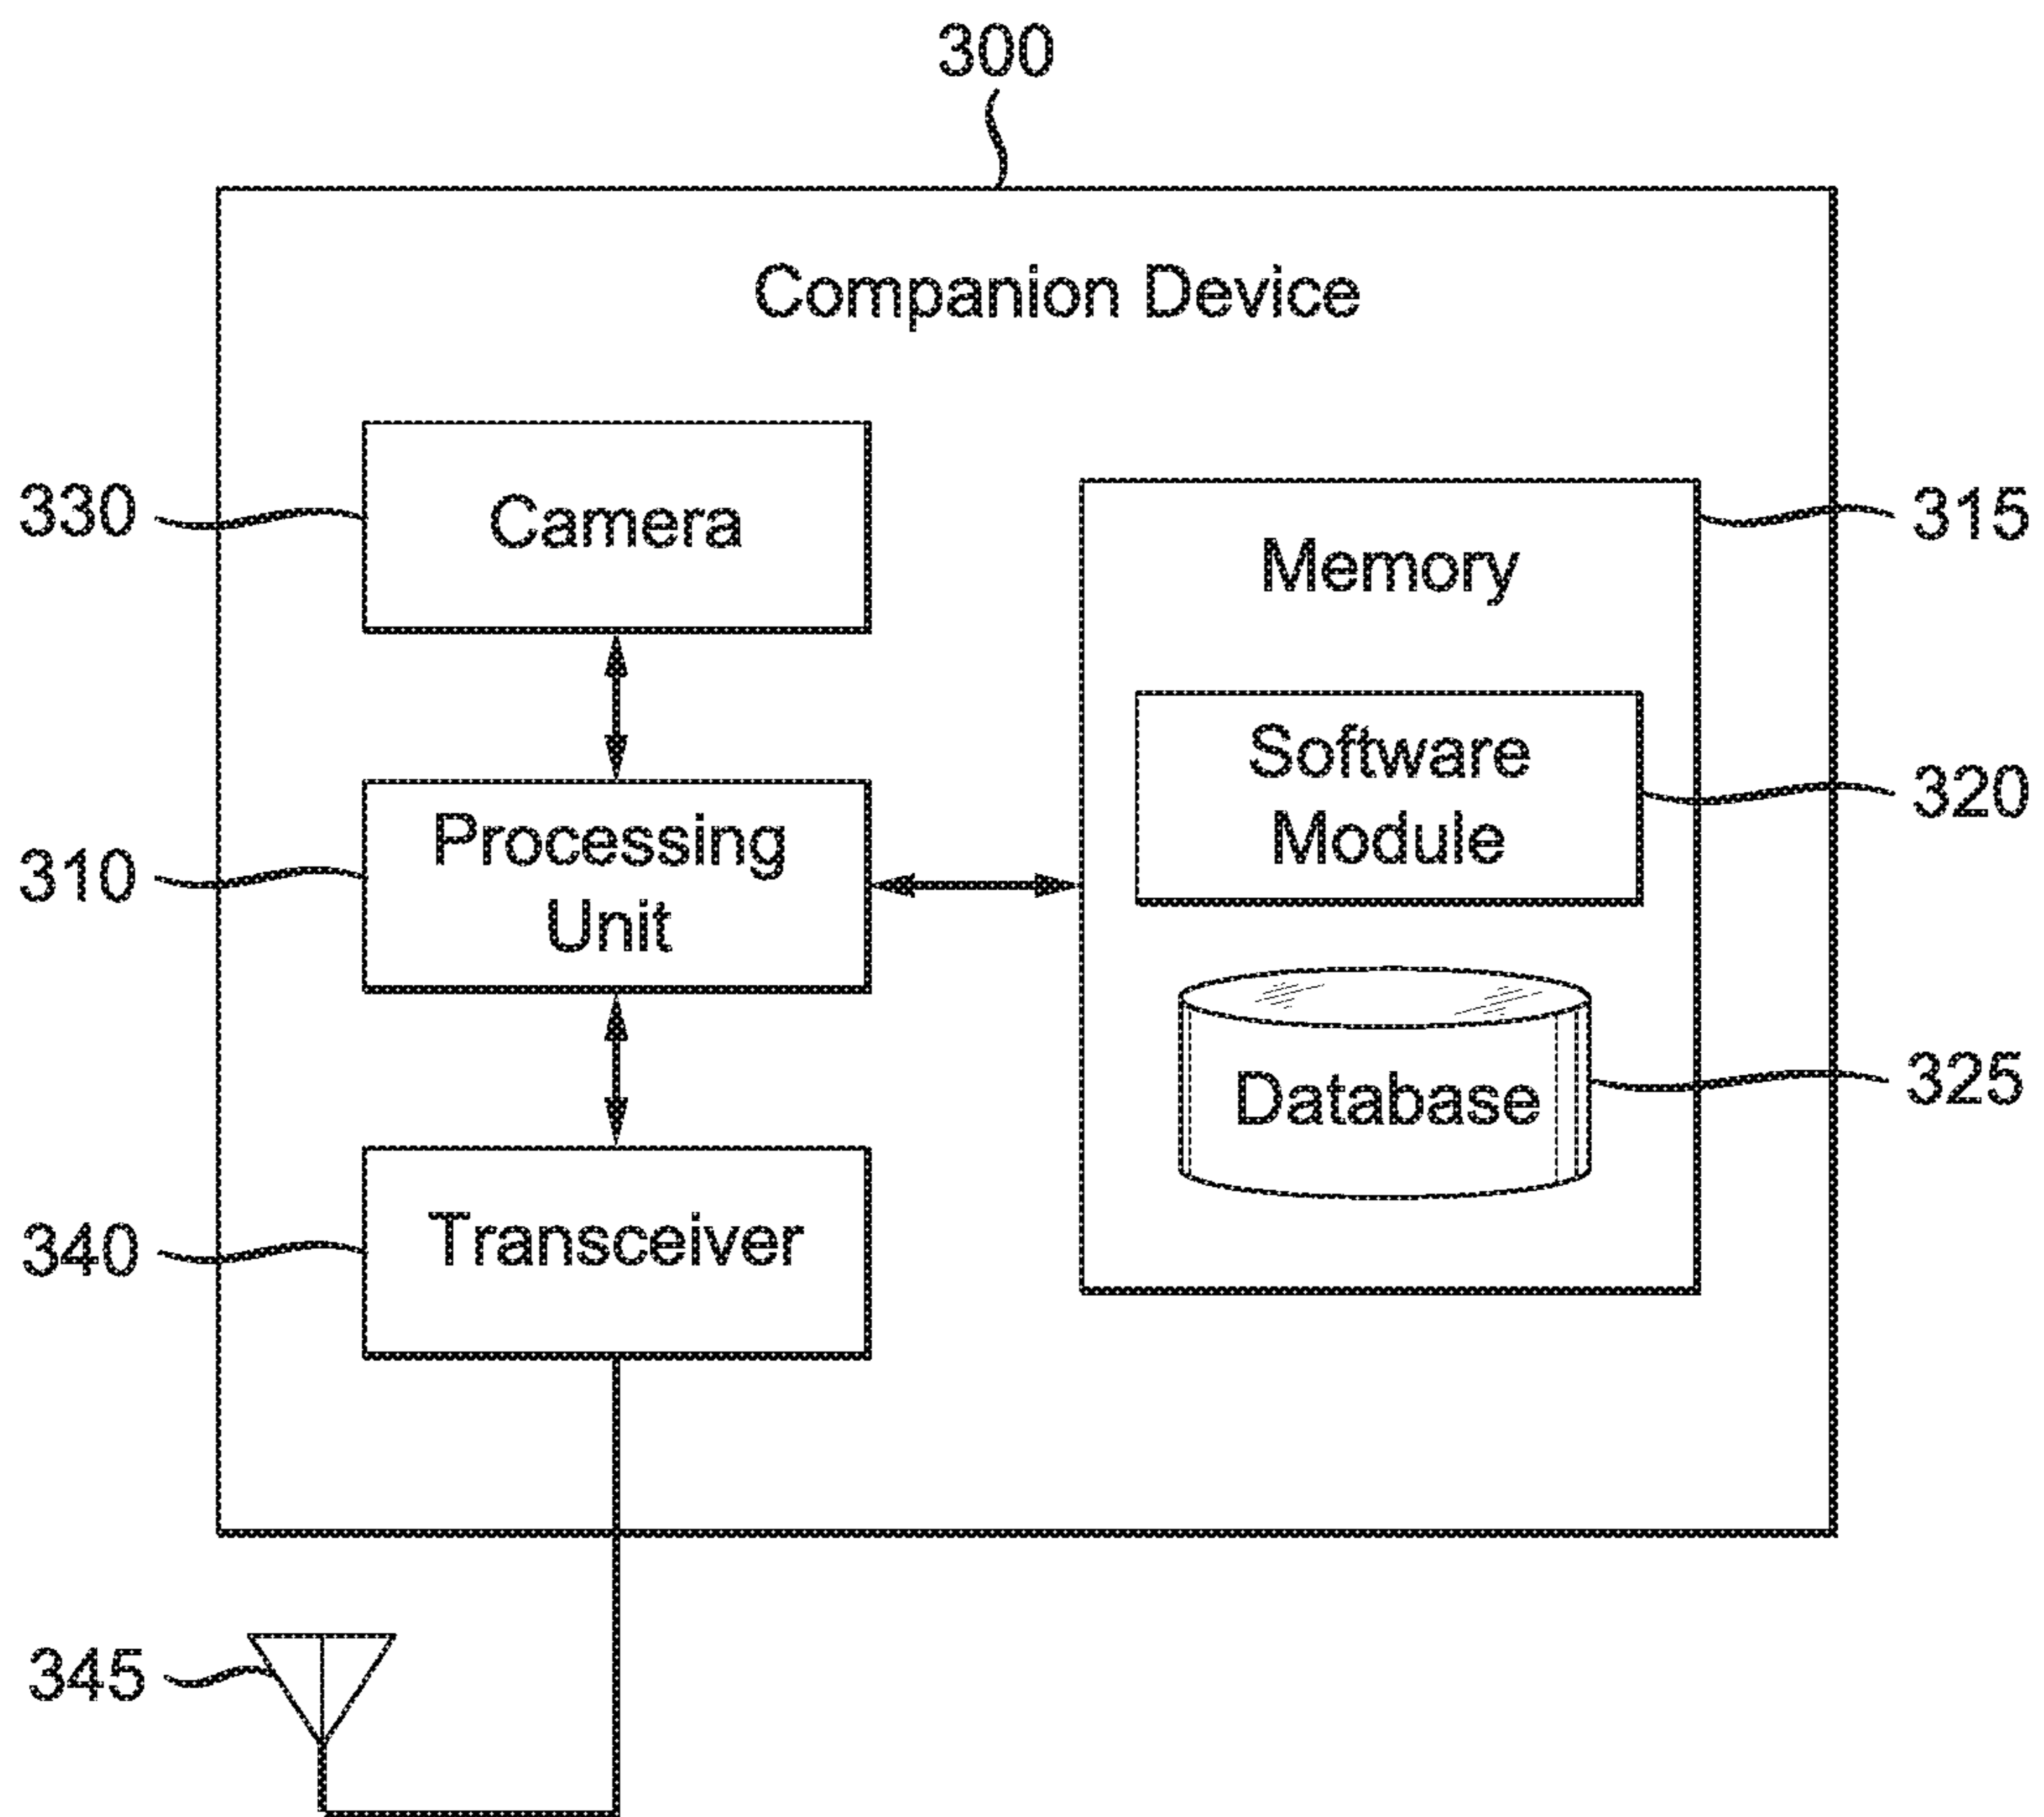 300
Companion Device
330
Camera
315
Memory
Software
Module
320
310
Processing
Unit
325
Database
340
Transceiver
345